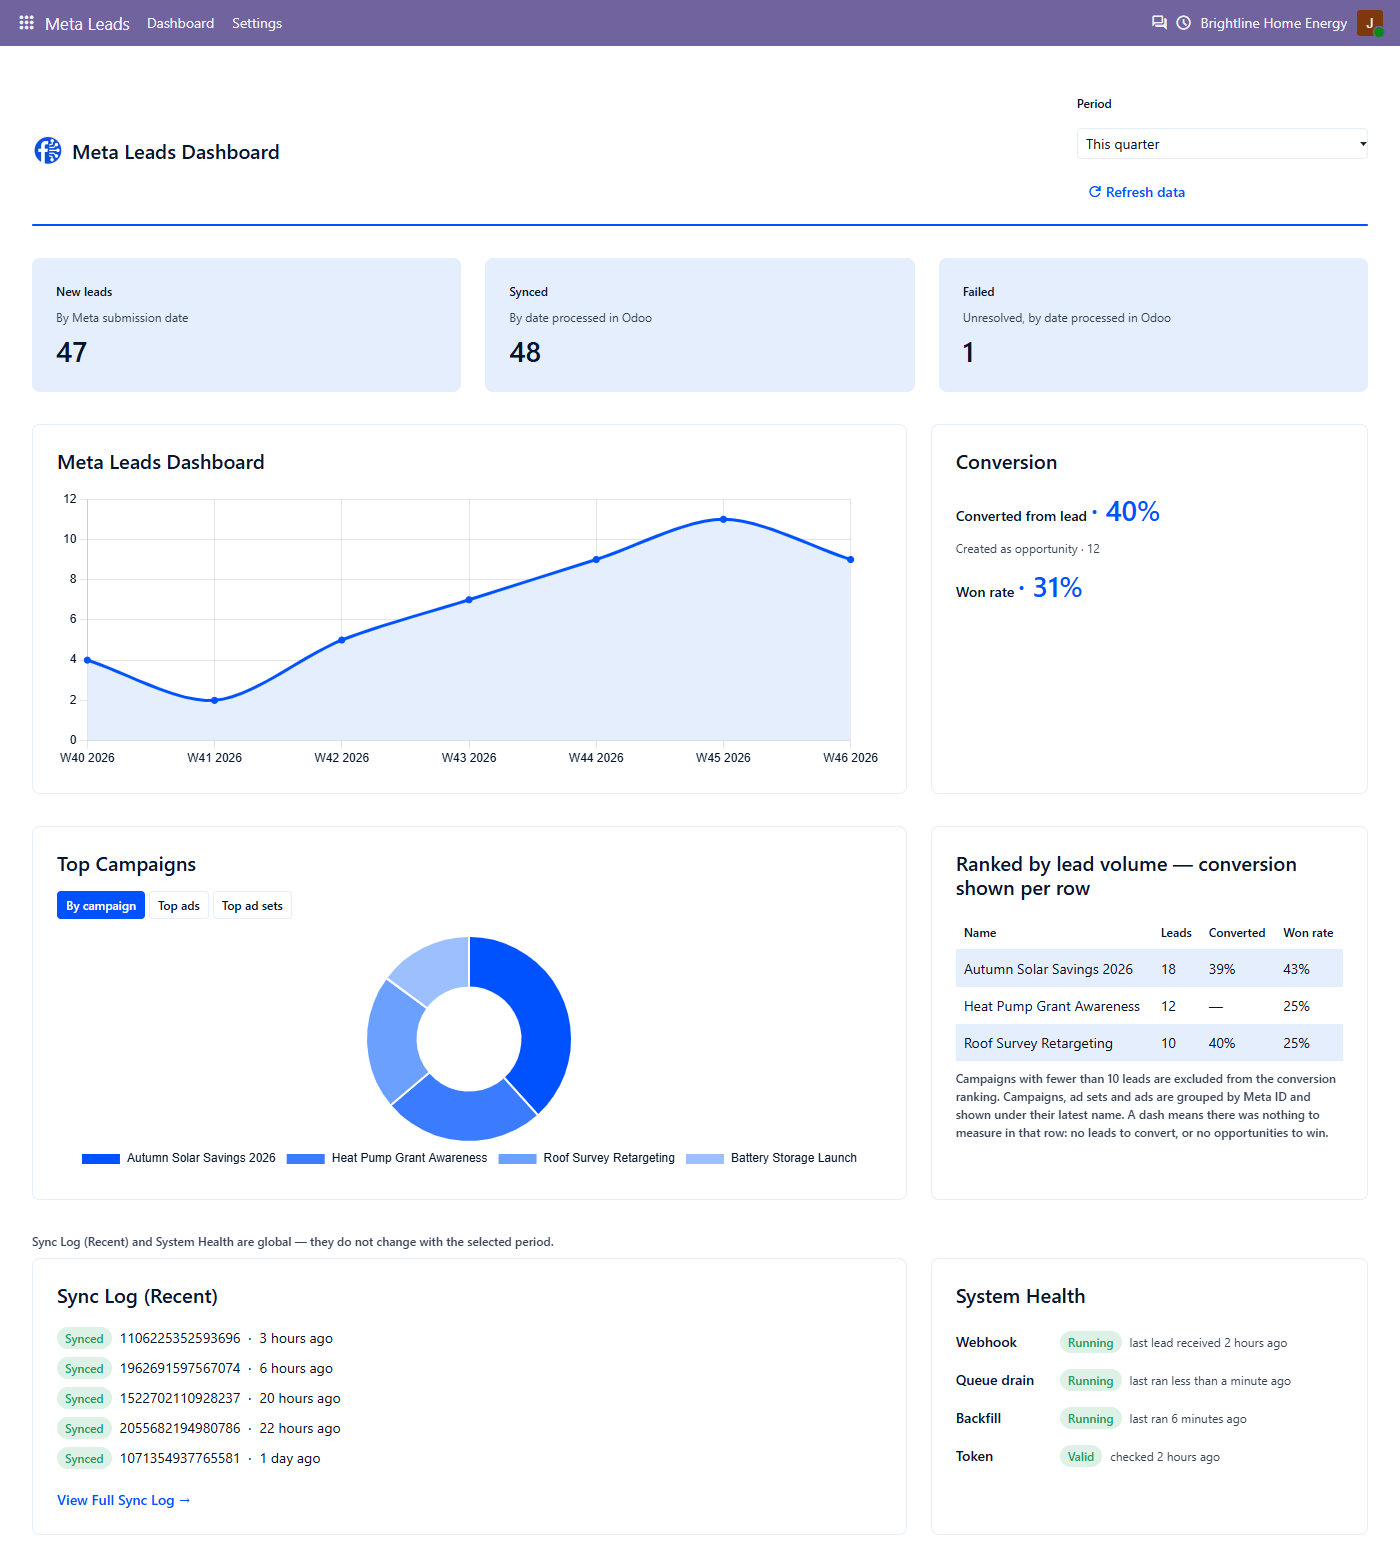 Meta Leads
Dashboard
Settings
Brightline Home Energy
J
Meta Leads Dashboard
Period
This quarter
Refresh data
New leads
By Meta submission date
47
Synced
By date processed in Odoo
48
Failed
Unresolved, by date processed in Odoo
1
Meta Leads Dashboard
12
10
8
6
4
2
0
W40 2026
W41 2026
W42 2026
W43 2026
W44 2026
W45 2026
W46 2026
Conversion
Converted from lead · 40%
Created as opportunity · 12
Won rate · 31%
Top Campaigns
By campaign
Top ads
Top ad sets
Autumn Solar Savings 2026
Heat Pump Grant Awareness
Roof Survey Retargeting
Battery Storage Launch
Ranked by lead volume — conversion
shown per row
Name Leads Converted Won rate
Autumn Solar Savings 2026 18 39% 43%
Heat Pump Grant Awareness 12 — 25%
Roof Survey Retargeting 10 40% 25%
Campaigns with fewer than 10 leads are excluded from the conversion
ranking. Campaigns, ad sets and ads are grouped by Meta ID and
shown under their latest name. A dash means there was nothing to
measure in that row: no leads to convert, or no opportunities to win.
Sync Log (Recent) and System Health are global — they do not change with the selected period.
Sync Log (Recent)
Synced 1106225352593696 · 3 hours ago
Synced 1962691597567074 · 6 hours ago
Synced 1522702110928237 · 20 hours ago
Synced 2055682194980786 · 22 hours ago
Synced 1071354937765581 · 1 day ago
View Full Sync Log →
System Health
Webhook Running last lead received 2 hours ago
Queue drain Running last ran less than a minute ago
Backfill Running last ran 6 minutes ago
Token Valid checked 2 hours ago